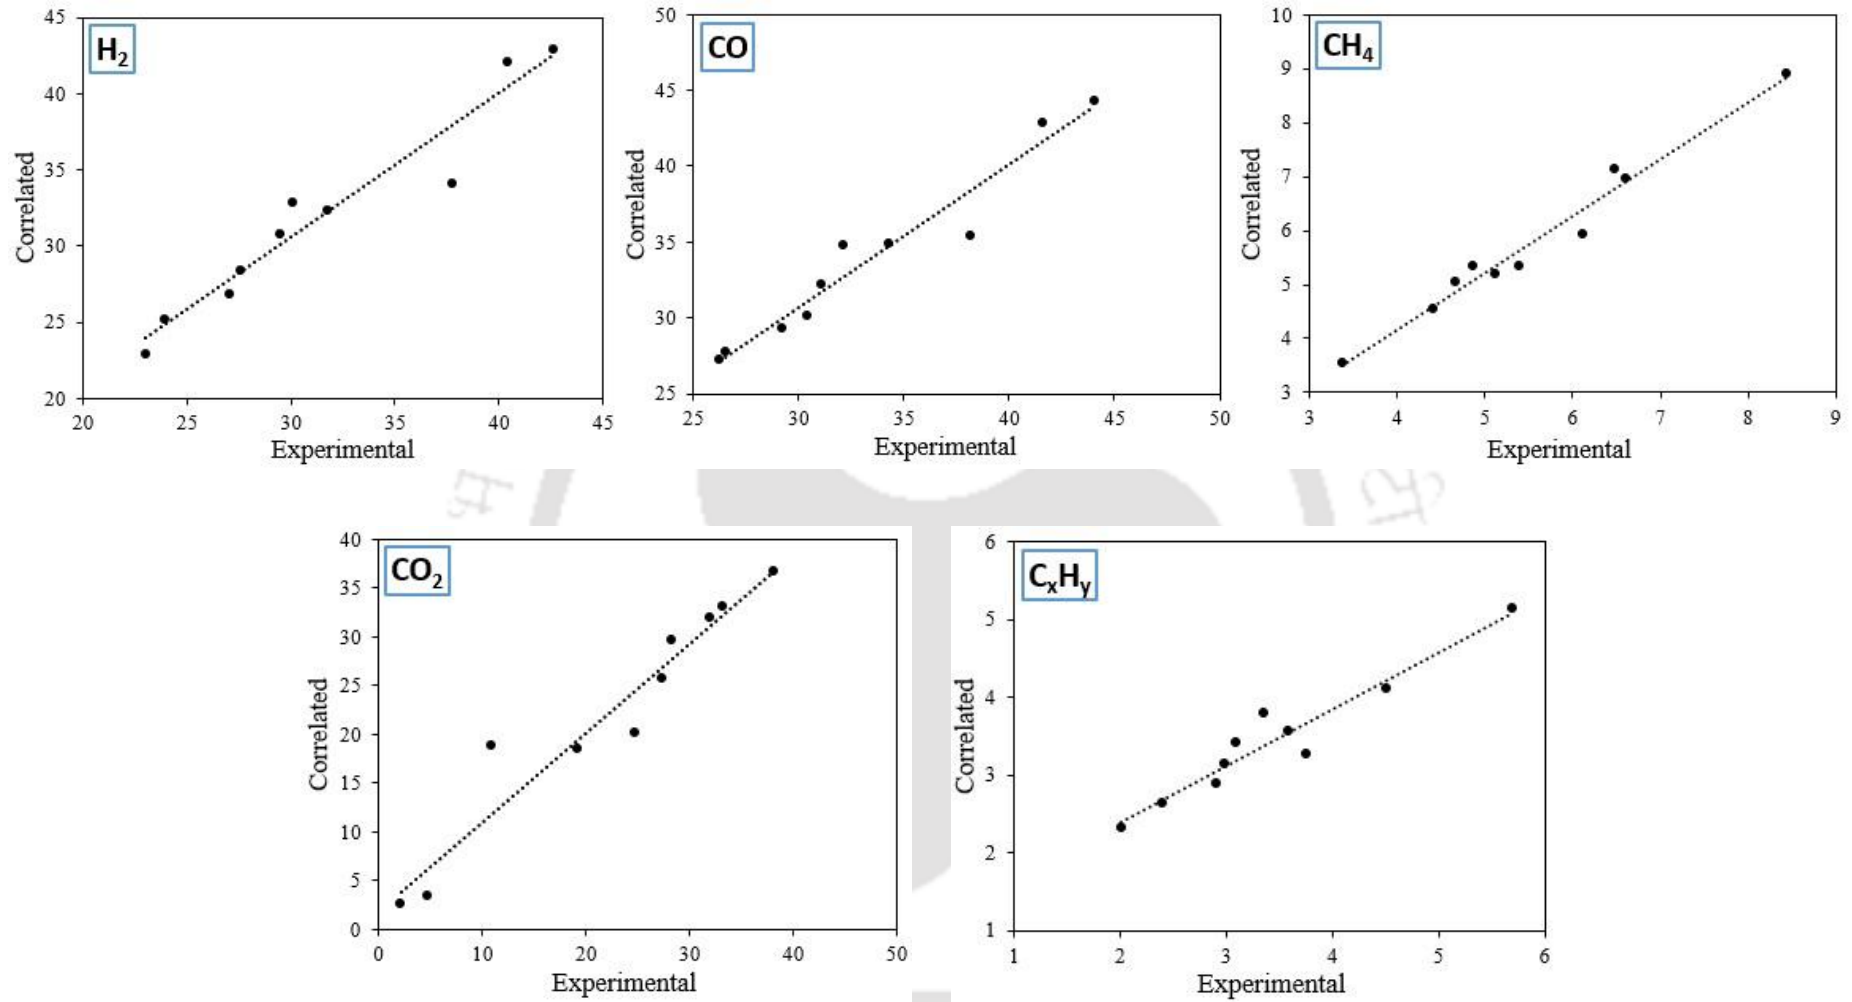 H₂
45
40
35
30
25
20
20 25 30 35 40 45
Correlated
Experimental
CO
50
45
40
35
30
25
25 30 35 40 45 50
Correlated
Experimental
CH₄
10
9
8
7
6
5
4
3
3 4 5 6 7 8 9
Correlated
Experimental
CO₂
40
35
30
25
20
15
10
5
0
0 10 20 30 40 50
Correlated
Experimental
CₓHᵧ
6
5
4
3
2
1
1 2 3 4 5 6
Correlated
Experimental